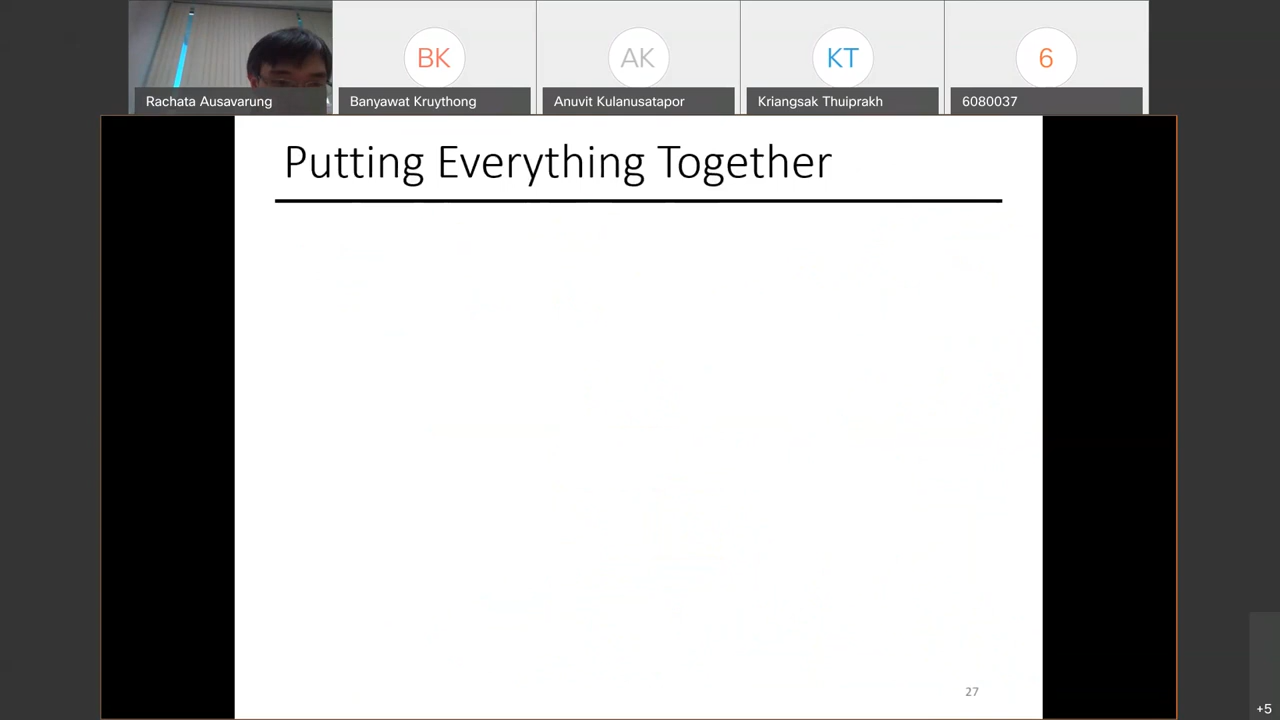 BK
AK
KT
6
Rachata Ausavarung
Banyawat Kruythong
Anuvit Kulanusatapor
Kriangsak Thuiprakh
6080037
Putting Everything Together
27
+5